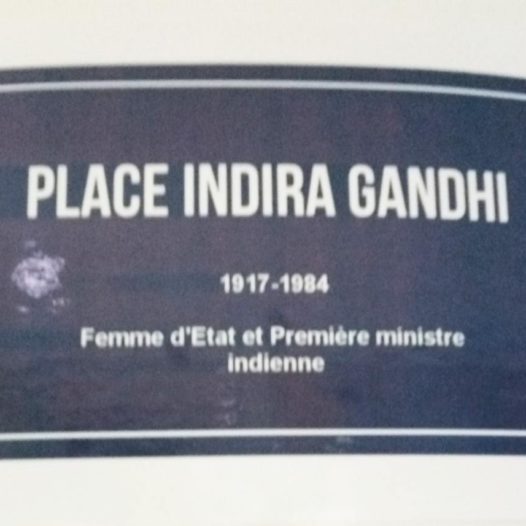 PLACE INDIRA GANDHI
1917-1984
Femme d'Etat et Première ministre
indienne